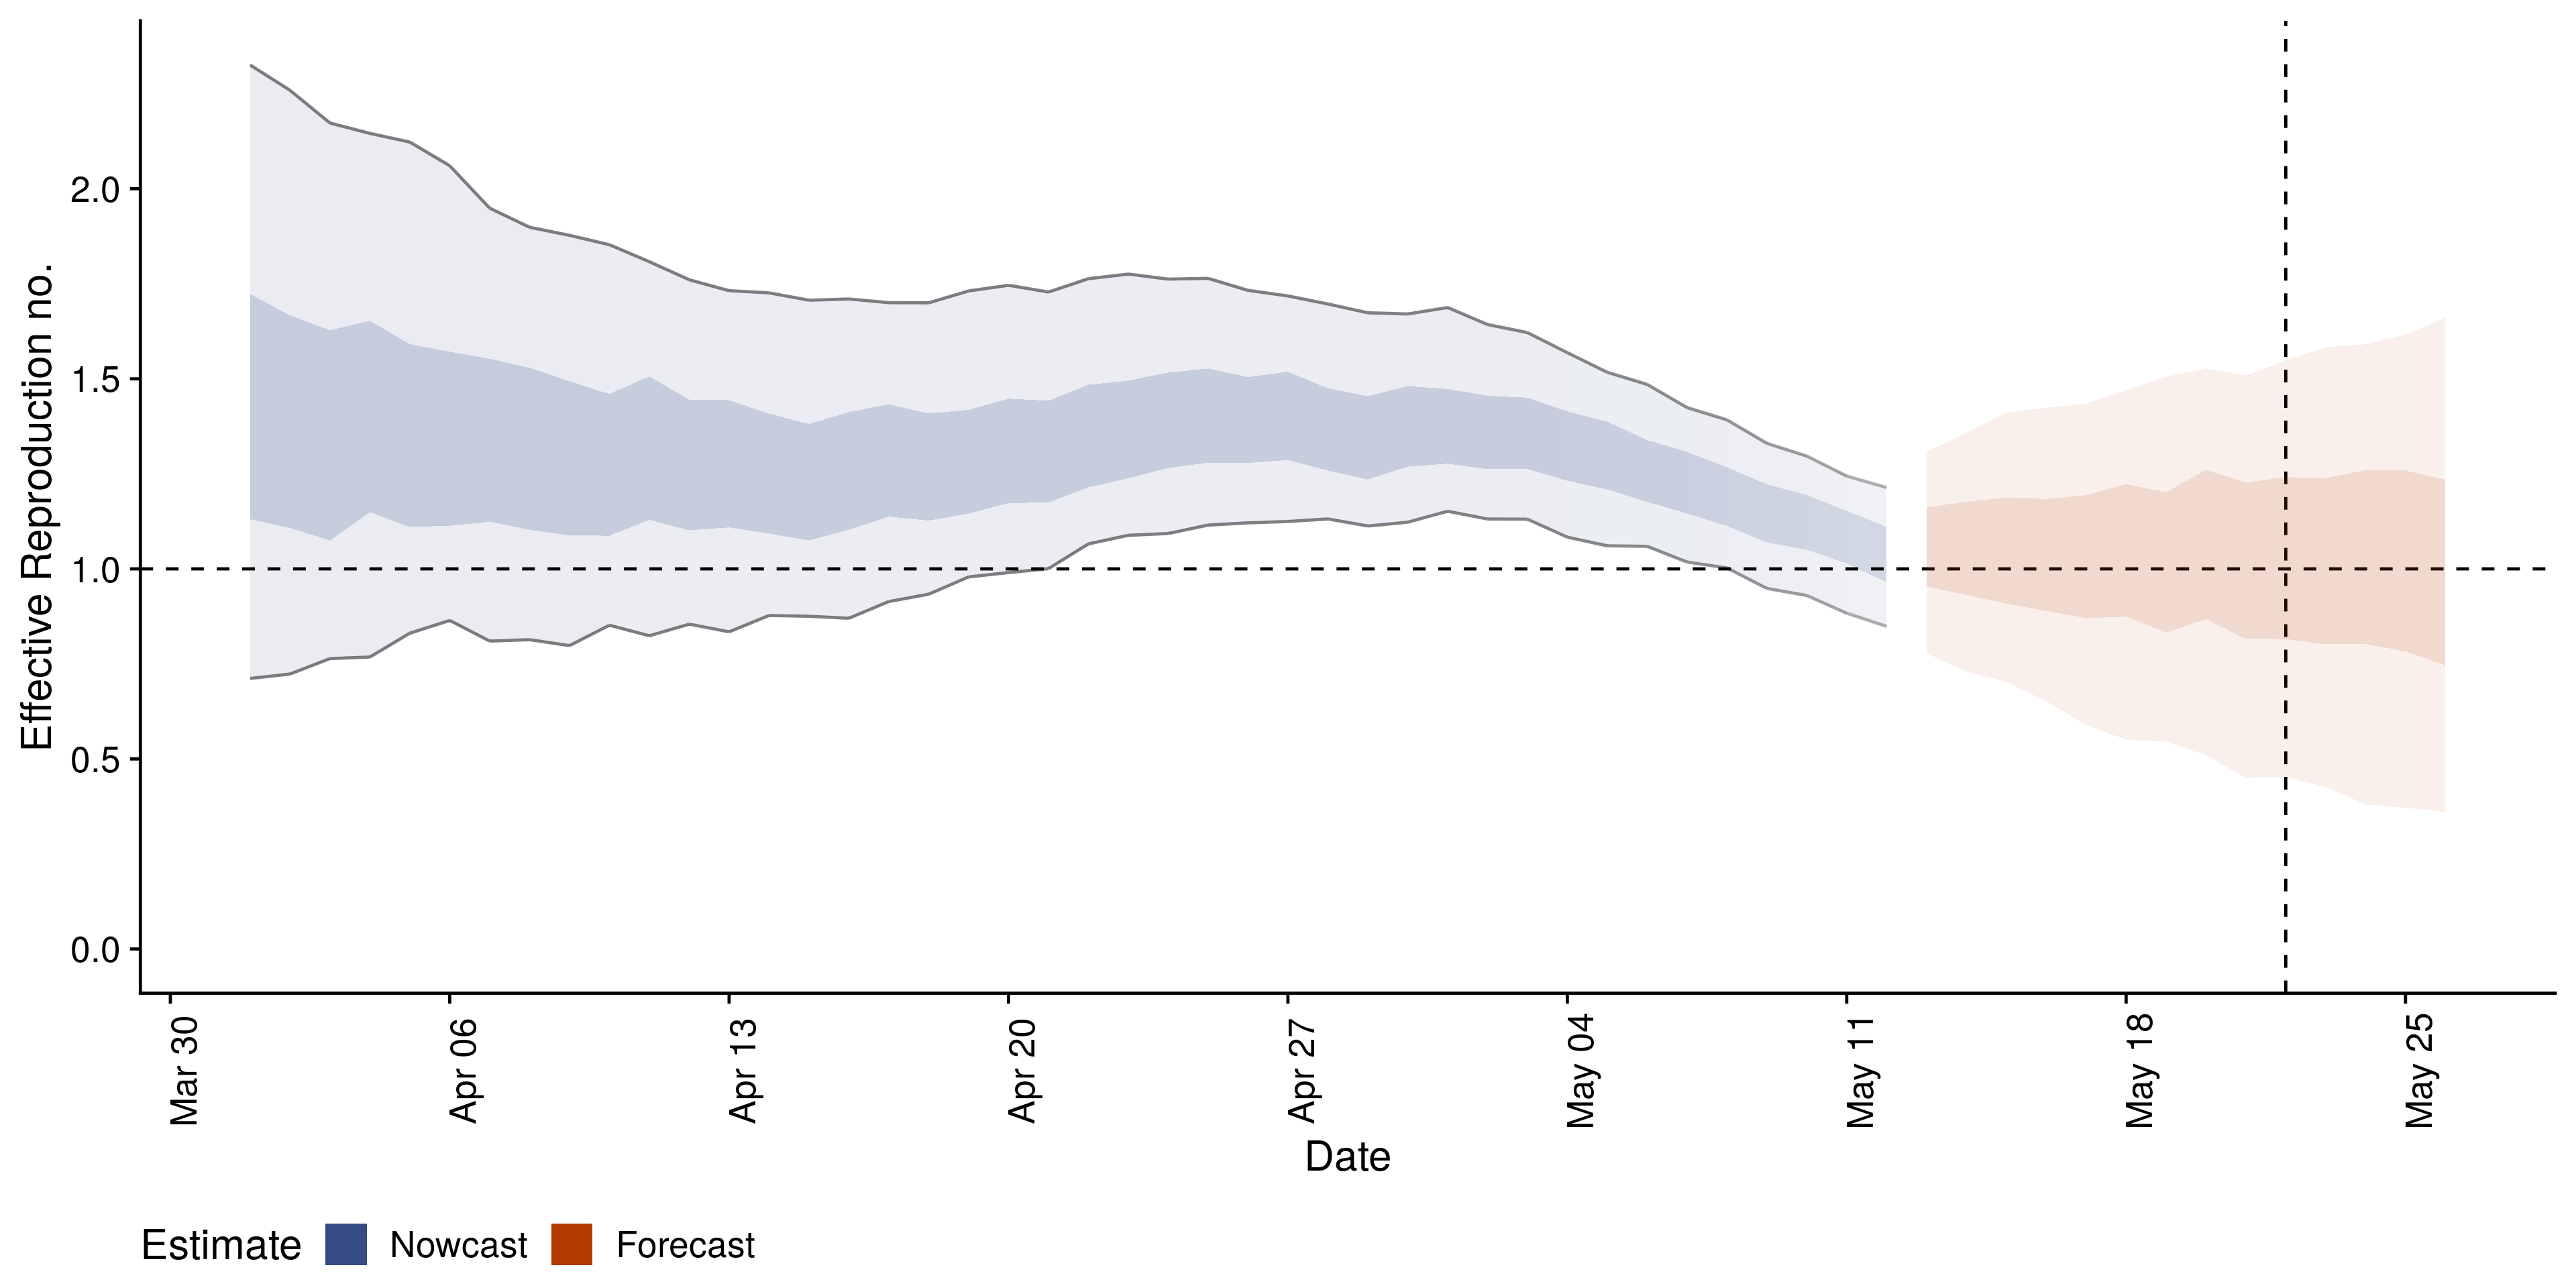 Effective Reproduction no.
2.0
1.5
1.0
0.5
0.0
Mar 30
Apr 06
Apr 13
Apr 20
Apr 27
May 04
May 11
May 18
May 25
Date
Estimate Nowcast Forecast